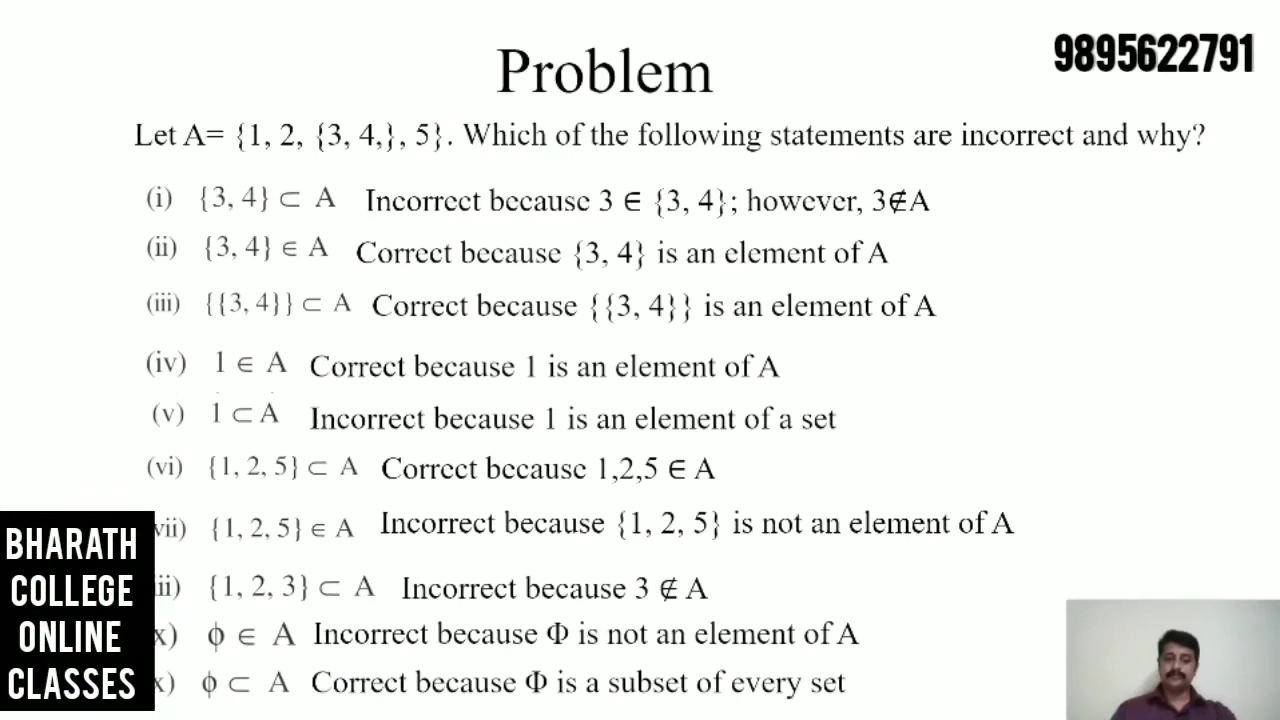 Problem
9895622791
Let A= {1, 2, {3, 4,}, 5}. Which of the following statements are incorrect and why?
(i) {3, 4} ⊂ A Incorrect because 3 ∈ {3, 4}; however, 3∉A
(ii) {3, 4} ∈ A Correct because {3, 4} is an element of A
(iii) {{3, 4}} ⊂ A Correct because {{3, 4}} is an element of A
(iv) 1 ∈ A Correct because 1 is an element of A
(v) 1 ⊂ A Incorrect because 1 is an element of a set
(vi) {1, 2, 5} ⊂ A Correct because 1,2,5 ∈ A
vii) {1, 2, 5} ∈ A Incorrect because {1, 2, 5} is not an element of A
iii) {1, 2, 3} ⊂ A Incorrect because 3 ∉ A
x) ϕ ∈ A Incorrect because Φ is not an element of A
x) ϕ ⊂ A Correct because Φ is a subset of every set
BHARATH
COLLEGE
ONLINE
CLASSES